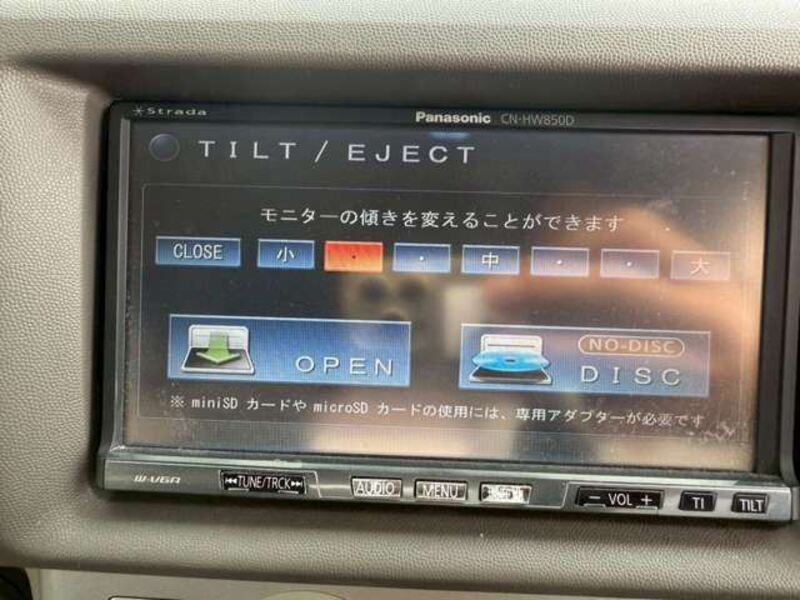 Strada
Panasonic CN-HW850D
TILT / EJECT
モニターの傾きを変えることができます
CLOSE 小 ・ ・ 中 ・ ・ 大
OPEN
NO-DISC
DISC
※ miniSD カードや microSD カードの使用には、専用アダプターが必要です
W-VGA
⏮TUNE/TRCK⏭ AUDIO MENU
− VOL + TI TILT